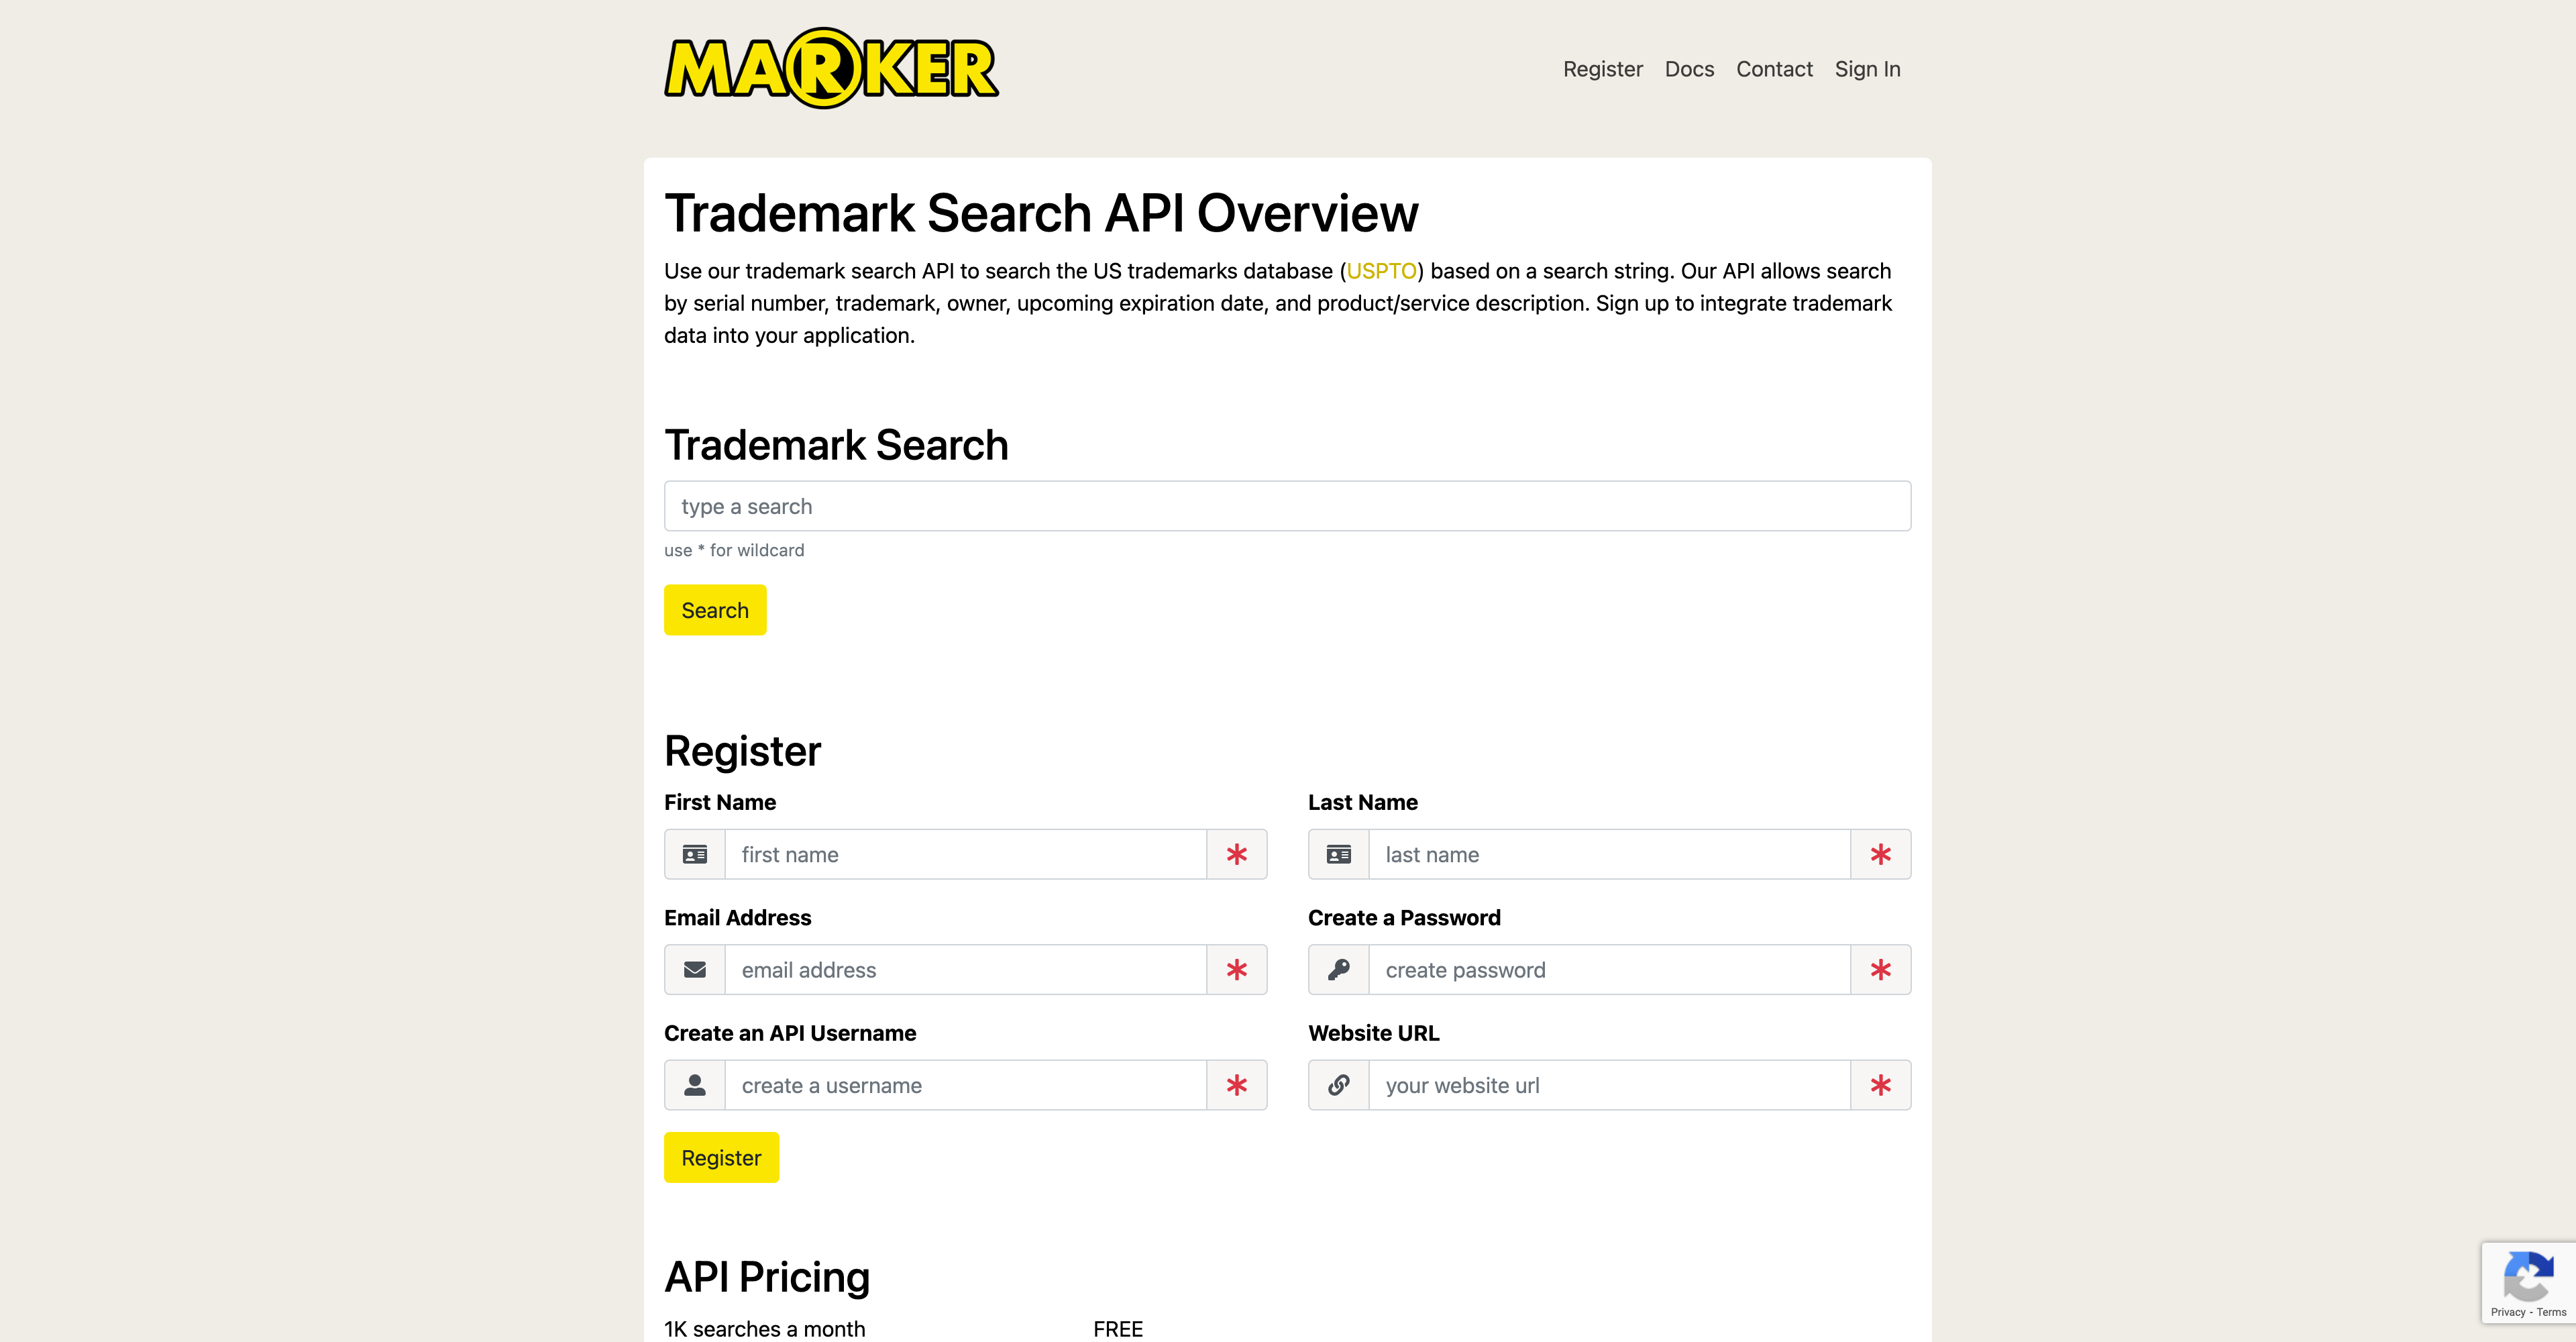 MARKER
Register Docs Contact Sign In
Trademark Search API Overview
Use our trademark search API to search the US trademarks database (USPTO) based on a search string. Our API allows search
by serial number, trademark, owner, upcoming expiration date, and product/service description. Sign up to integrate trademark
data into your application.
Trademark Search
type a search
use * for wildcard
Search
Register
First Name
Last Name
first name
last name
Email Address
Create a Password
email address
create password
Create an API Username
Website URL
create a username
your website url
Register
API Pricing
1K searches a month FREE
Privacy - Terms